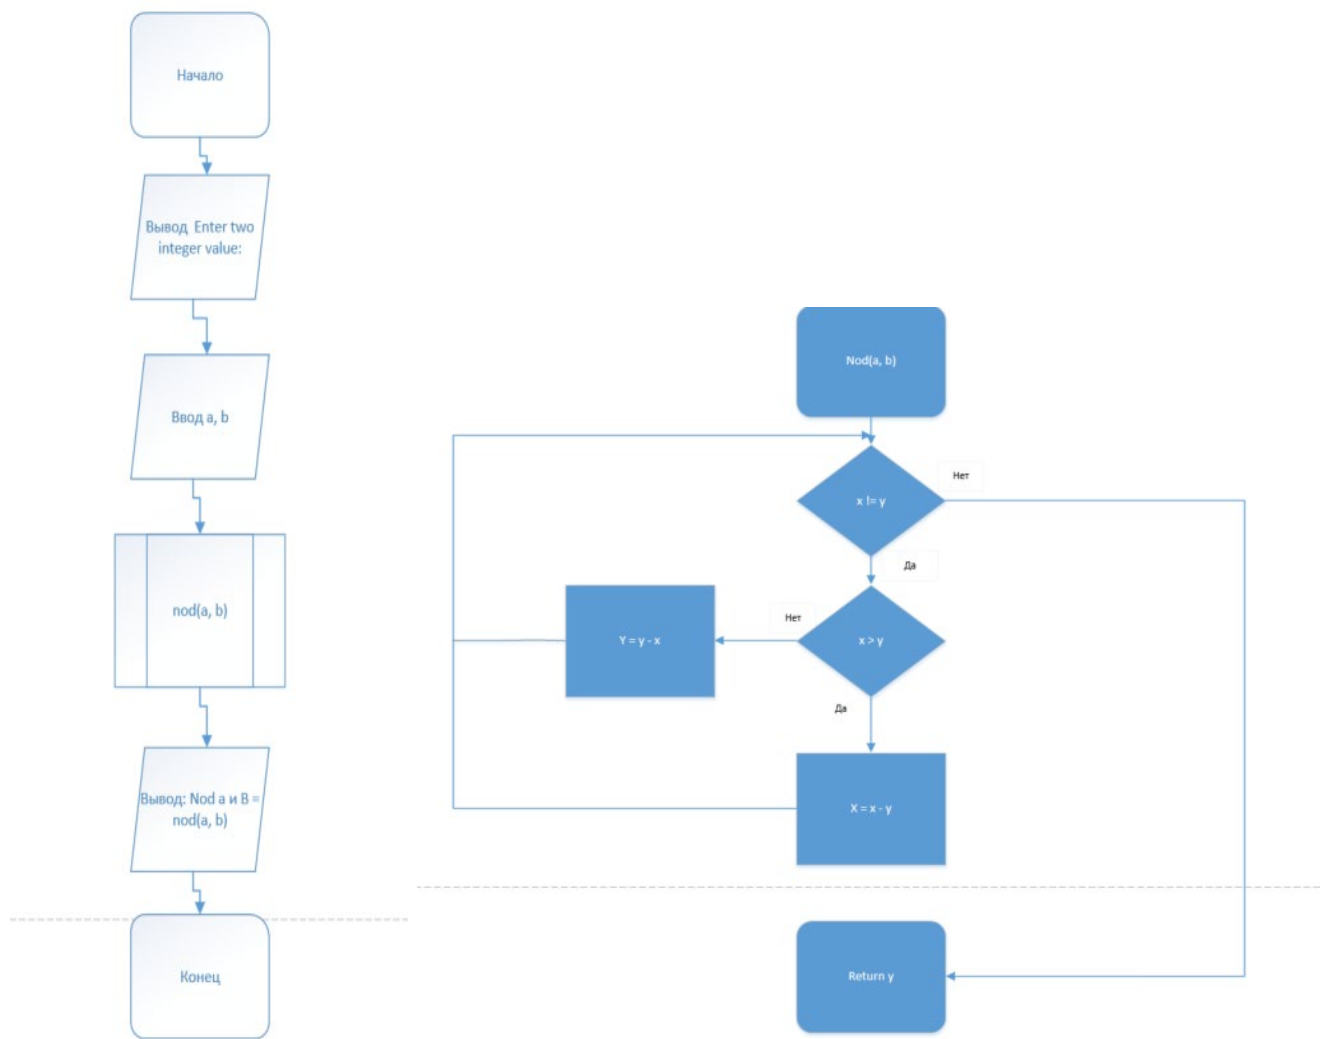 Начало
Вывод  Enter two
integer value:
Ввод a, b
nod(a, b)
Вывод: Nod a и B =
nod(a, b)
Конец
Nod(a, b)
x != y
Нет
Да
x > y
Нет
Y = y - x
Да
X = x - y
Return y